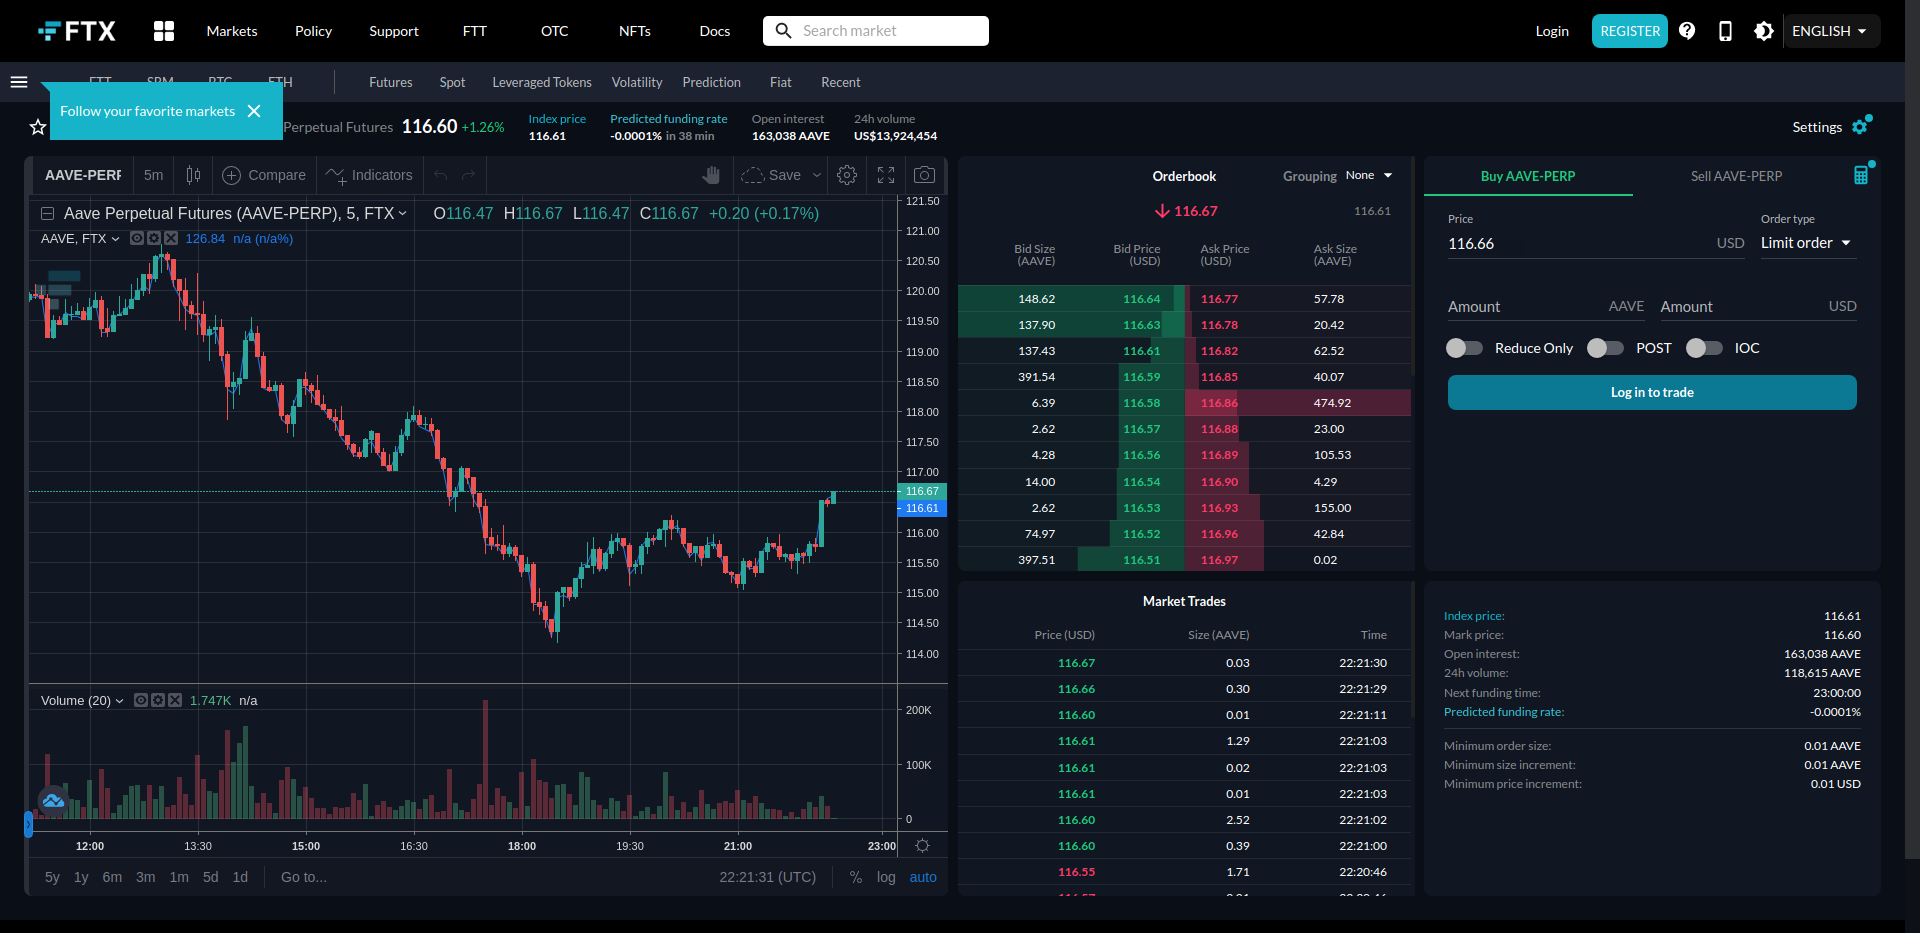 FTX
Markets
Policy
Support
FTT
OTC
NFTs
Docs
Search market
Login
REGISTER
ENGLISH
FTT
SRM
BTC
ETH
Futures
Spot
Leveraged Tokens
Volatility
Prediction
Fiat
Recent
Follow your favorite markets
Perpetual Futures
116.60 +1.26%
Index price
116.61
Predicted funding rate
-0.0001% in 38 min
Open interest
163,038 AAVE
24h volume
US$13,924,454
Settings
AAVE-PERP
5m
Compare
Indicators
Save
Aave Perpetual Futures (AAVE-PERP), 5, FTX
O116.47 H116.67 L116.47 C116.67 +0.20 (+0.17%)
AAVE, FTX
126.84 n/a (n/a%)
121.50
121.00
120.50
120.00
119.50
119.00
118.50
118.00
117.50
117.00
116.67
116.61
116.00
115.50
115.00
114.50
114.00
Volume (20)
1.747K n/a
200K
100K
0
12:00 13:30 15:00 16:30 18:00 19:30 21:00 23:00
5y 1y 6m 3m 1m 5d 1d Go to...
22:21:31 (UTC) % log auto
Orderbook
Grouping None
116.67
116.61
Bid Size (AAVE) Bid Price (USD) Ask Price (USD) Ask Size (AAVE)
148.62 116.64 116.77 57.78
137.90 116.63 116.78 20.42
137.43 116.61 116.82 62.52
391.54 116.59 116.85 40.07
6.39 116.58 116.86 474.92
2.62 116.57 116.88 23.00
4.28 116.56 116.89 105.53
14.00 116.54 116.90 4.29
2.62 116.53 116.93 155.00
74.97 116.52 116.96 42.84
397.51 116.51 116.97 0.02
Market Trades
Price (USD) Size (AAVE) Time
116.67 0.03 22:21:30
116.66 0.30 22:21:29
116.60 0.01 22:21:11
116.61 1.29 22:21:03
116.61 0.02 22:21:03
116.61 0.01 22:21:03
116.60 2.52 22:21:02
116.60 0.39 22:21:00
116.55 1.71 22:20:46
Buy AAVE-PERP
Sell AAVE-PERP
Price
116.66 USD
Order type
Limit order
Amount AAVE
Amount USD
Reduce Only
POST
IOC
Log in to trade
Index price: 116.61
Mark price: 116.60
Open interest: 163,038 AAVE
24h volume: 118,615 AAVE
Next funding time: 23:00:00
Predicted funding rate: -0.0001%
Minimum order size: 0.01 AAVE
Minimum size increment: 0.01 AAVE
Minimum price increment: 0.01 USD